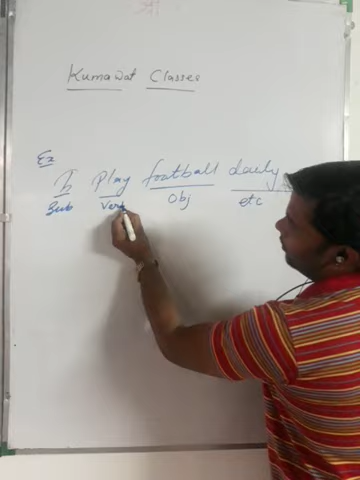 Kumawat Classes
Ex
I Play football daily
Sub Verb Obj etc